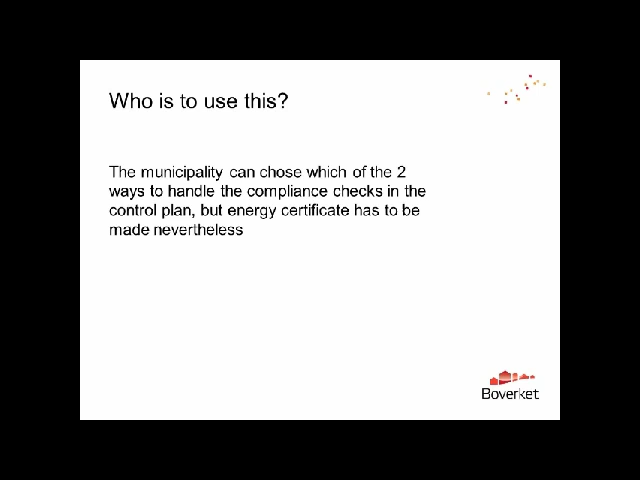 Who is to use this?
The municipality can chose which of the 2
ways to handle the compliance checks in the
control plan, but energy certificate has to be
made nevertheless
Boverket